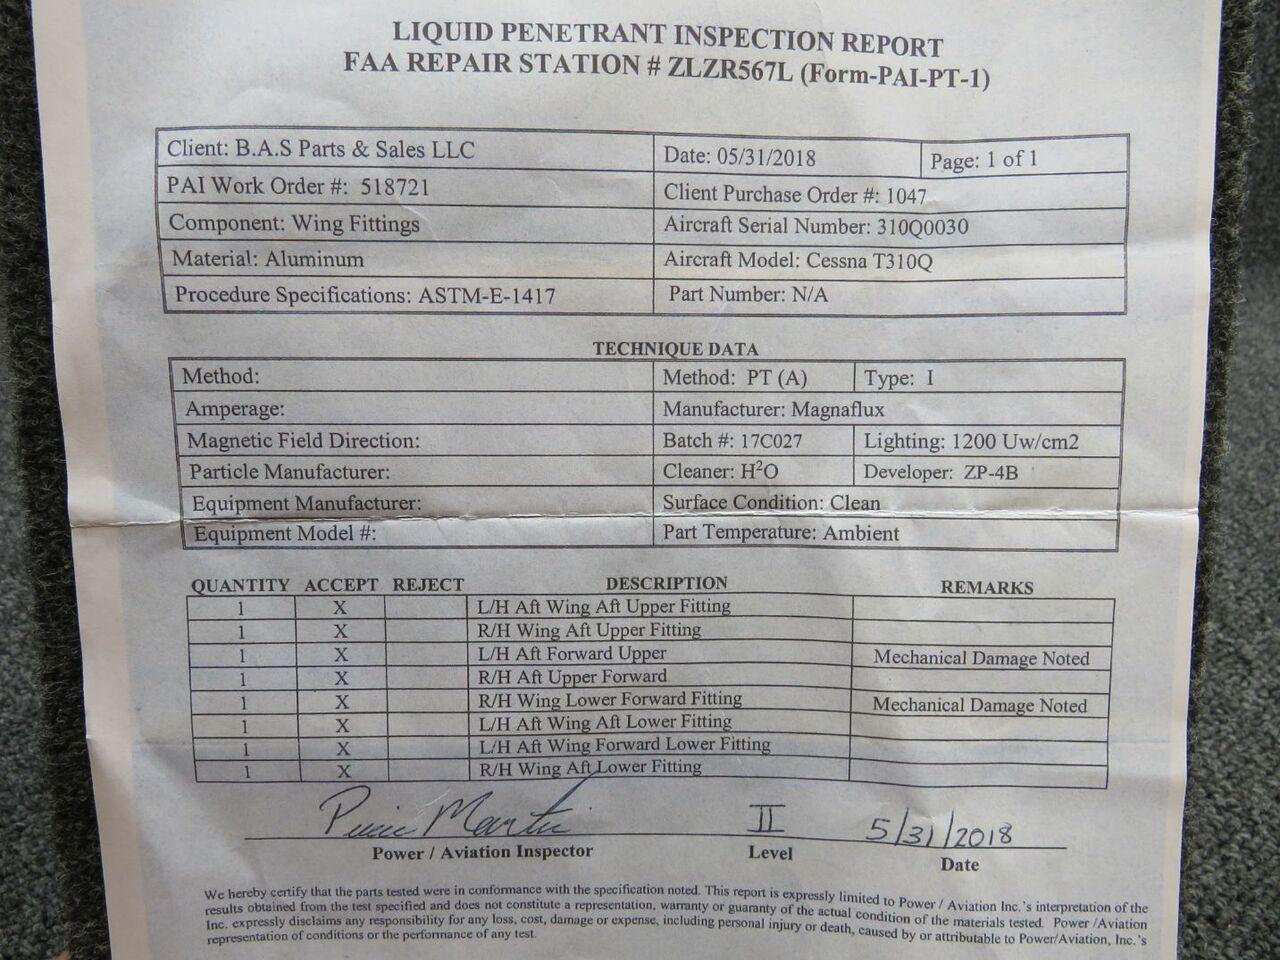 LIQUID PENETRANT INSPECTION REPORT
FAA REPAIR STATION # ZLZR567L (Form-PAI-PT-1)
Client: B.A.S Parts & Sales LLC Date: 05/31/2018 Page: 1 of 1
PAI Work Order #: 518721 Client Purchase Order #: 1047
Component: Wing Fittings Aircraft Serial Number: 310Q0030
Material: Aluminum Aircraft Model: Cessna T310Q
Procedure Specifications: ASTM-E-1417 Part Number: N/A
TECHNIQUE DATA
Method: Method: PT (A) Type: I
Amperage: Manufacturer: Magnaflux
Magnetic Field Direction: Batch #: 17C027 Lighting: 1200 Uw/cm2
Particle Manufacturer: Cleaner: H²O Developer: ZP-4B
Equipment Manufacturer: Surface Condition: Clean
Equipment Model #: Part Temperature: Ambient
QUANTITY ACCEPT REJECT DESCRIPTION REMARKS
1 X L/H Aft Wing Aft Upper Fitting
1 X R/H Wing Aft Upper Fitting
1 X L/H Aft Forward Upper Mechanical Damage Noted
1 X R/H Aft Upper Forward
1 X R/H Wing Lower Forward Fitting Mechanical Damage Noted
1 X L/H Aft Wing Aft Lower Fitting
1 X L/H Aft Wing Forward Lower Fitting
1 X R/H Wing Aft Lower Fitting
II 5/31/2018
Power / Aviation Inspector Level Date
We hereby certify that the parts tested were in conformance with the specification noted. This report is expressly limited to Power / Aviation Inc.'s interpretation of the
results obtained from the test specified and does not constitute a representation, warranty or guaranty of the actual condition of the materials tested. Power /Aviation
Inc. expressly disclaims any responsibility for any loss, cost, damage or expense, including personal injury or death, caused by or attributable to Power/Aviation, Inc.'s
representation of conditions or the performance of any test.